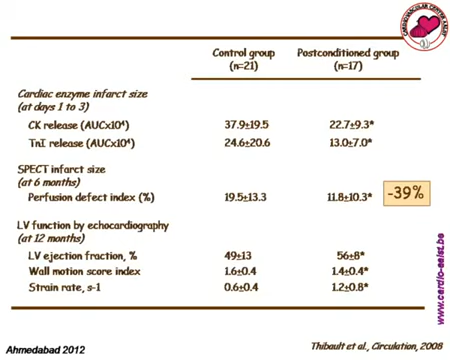 CARDIOVASCULAR CENTER AALST
Control group Postconditioned group
(n=21) (n=17)
Cardiac enzyme infarct size
(at days 1 to 3)
CK release (AUCx10⁴) 37.9±19.5 22.7±9.3*
TnI release (AUCx10⁴) 24.6±20.6 13.0±7.0*
SPECT infarct size
(at 6 months)
Perfusion defect index (%) 19.5±13.3 11.8±10.3* -39%
LV function by echocardiography
(at 12 months)
LV ejection fraction, % 49±13 56±8*
Wall motion score index 1.6±0.4 1.4±0.4*
Strain rate, s-1 0.6±0.4 1.2±0.8*
www.cardio-aalst.be
Ahmedabad 2012
Thibault et al., Circulation, 2008